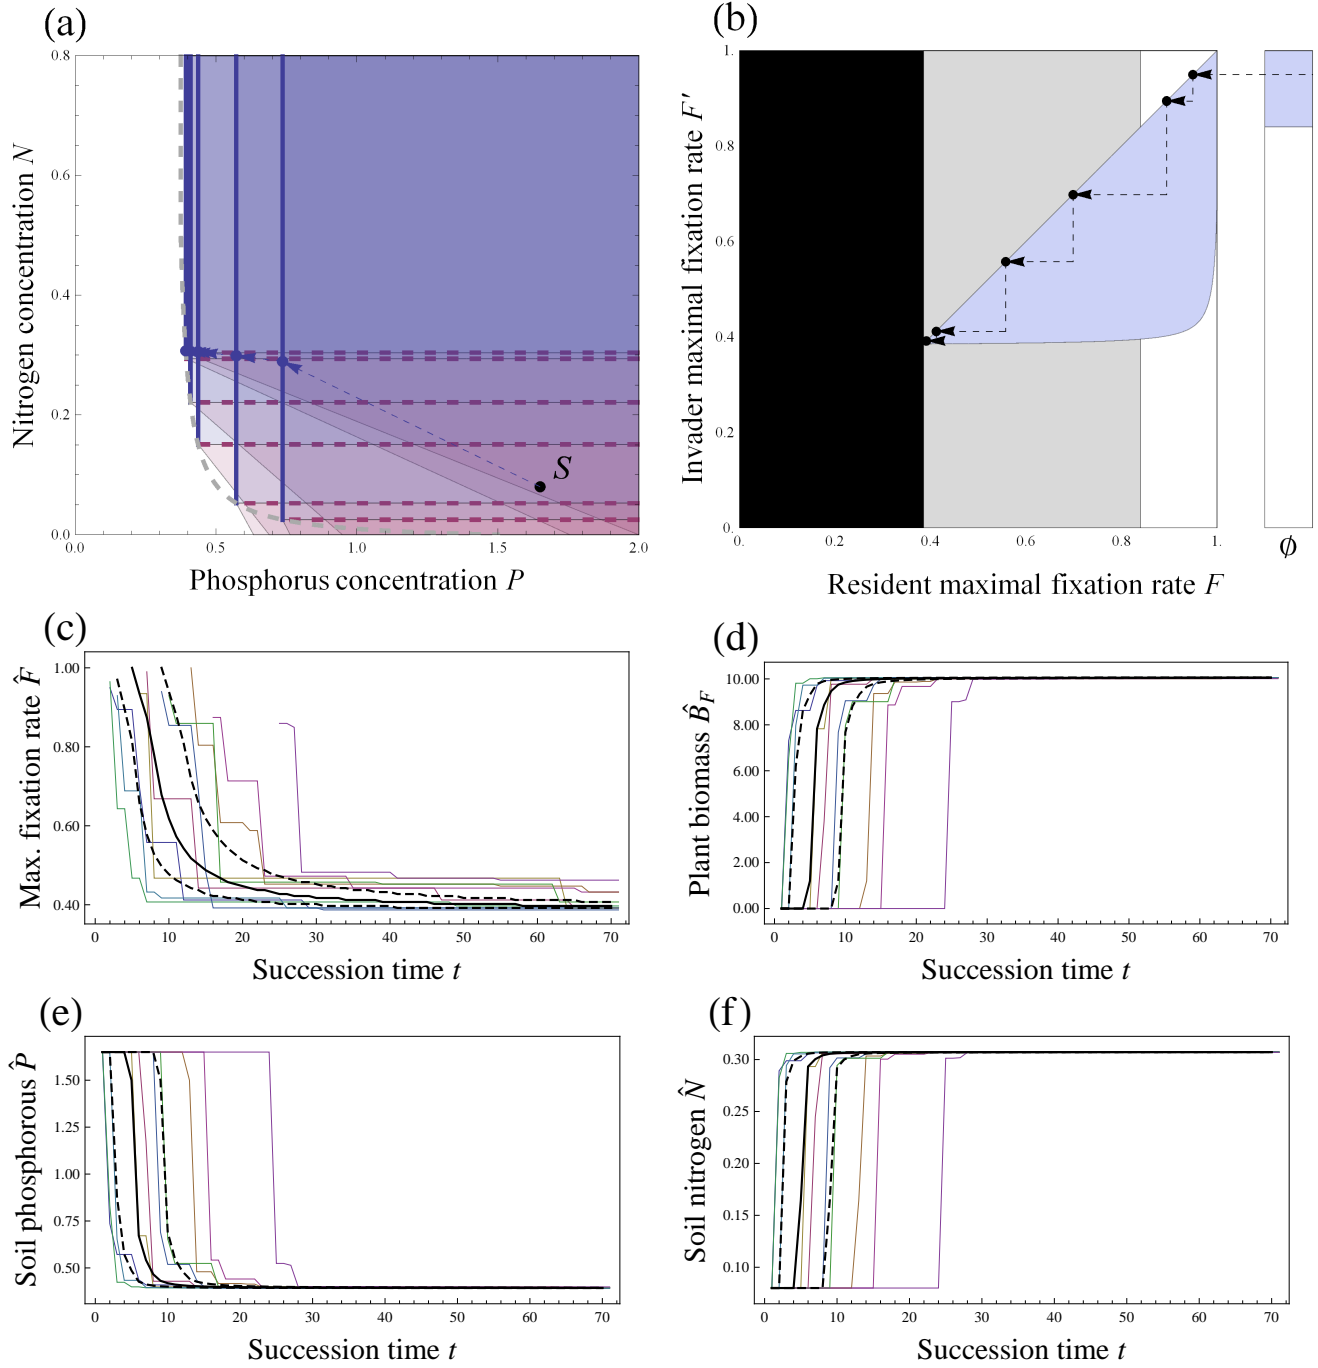 (a)
Nitrogen concentration N
0.8
0.6
0.4
0.2
0.0
0.0 0.5 1.0 1.5 2.0
S
Phosphorus concentration P
(b)
Invader maximal fixation rate F′
1.
0.8
0.6
0.4
0.2
0.
0. 0.4 0.6 0.8 1.
ϕ
Resident maximal fixation rate F
(c)
Max. fixation rate F̂
1.00
0.80
0.60
0.40
0 10 20 30 40 50 60 70
Succession time t
(d)
Plant biomass B̂_F
10.00
8.00
6.00
4.00
2.00
0.00
0 10 20 30 40 50 60 70
Succession time t
(e)
Soil phosphorous P̂
1.50
1.25
1.00
0.75
0.50
0 10 20 30 40 50 60 70
Succession time t
(f)
Soil nitrogen N̂
0.30
0.25
0.20
0.15
0.10
0 10 20 30 40 50 60 70
Succession time t